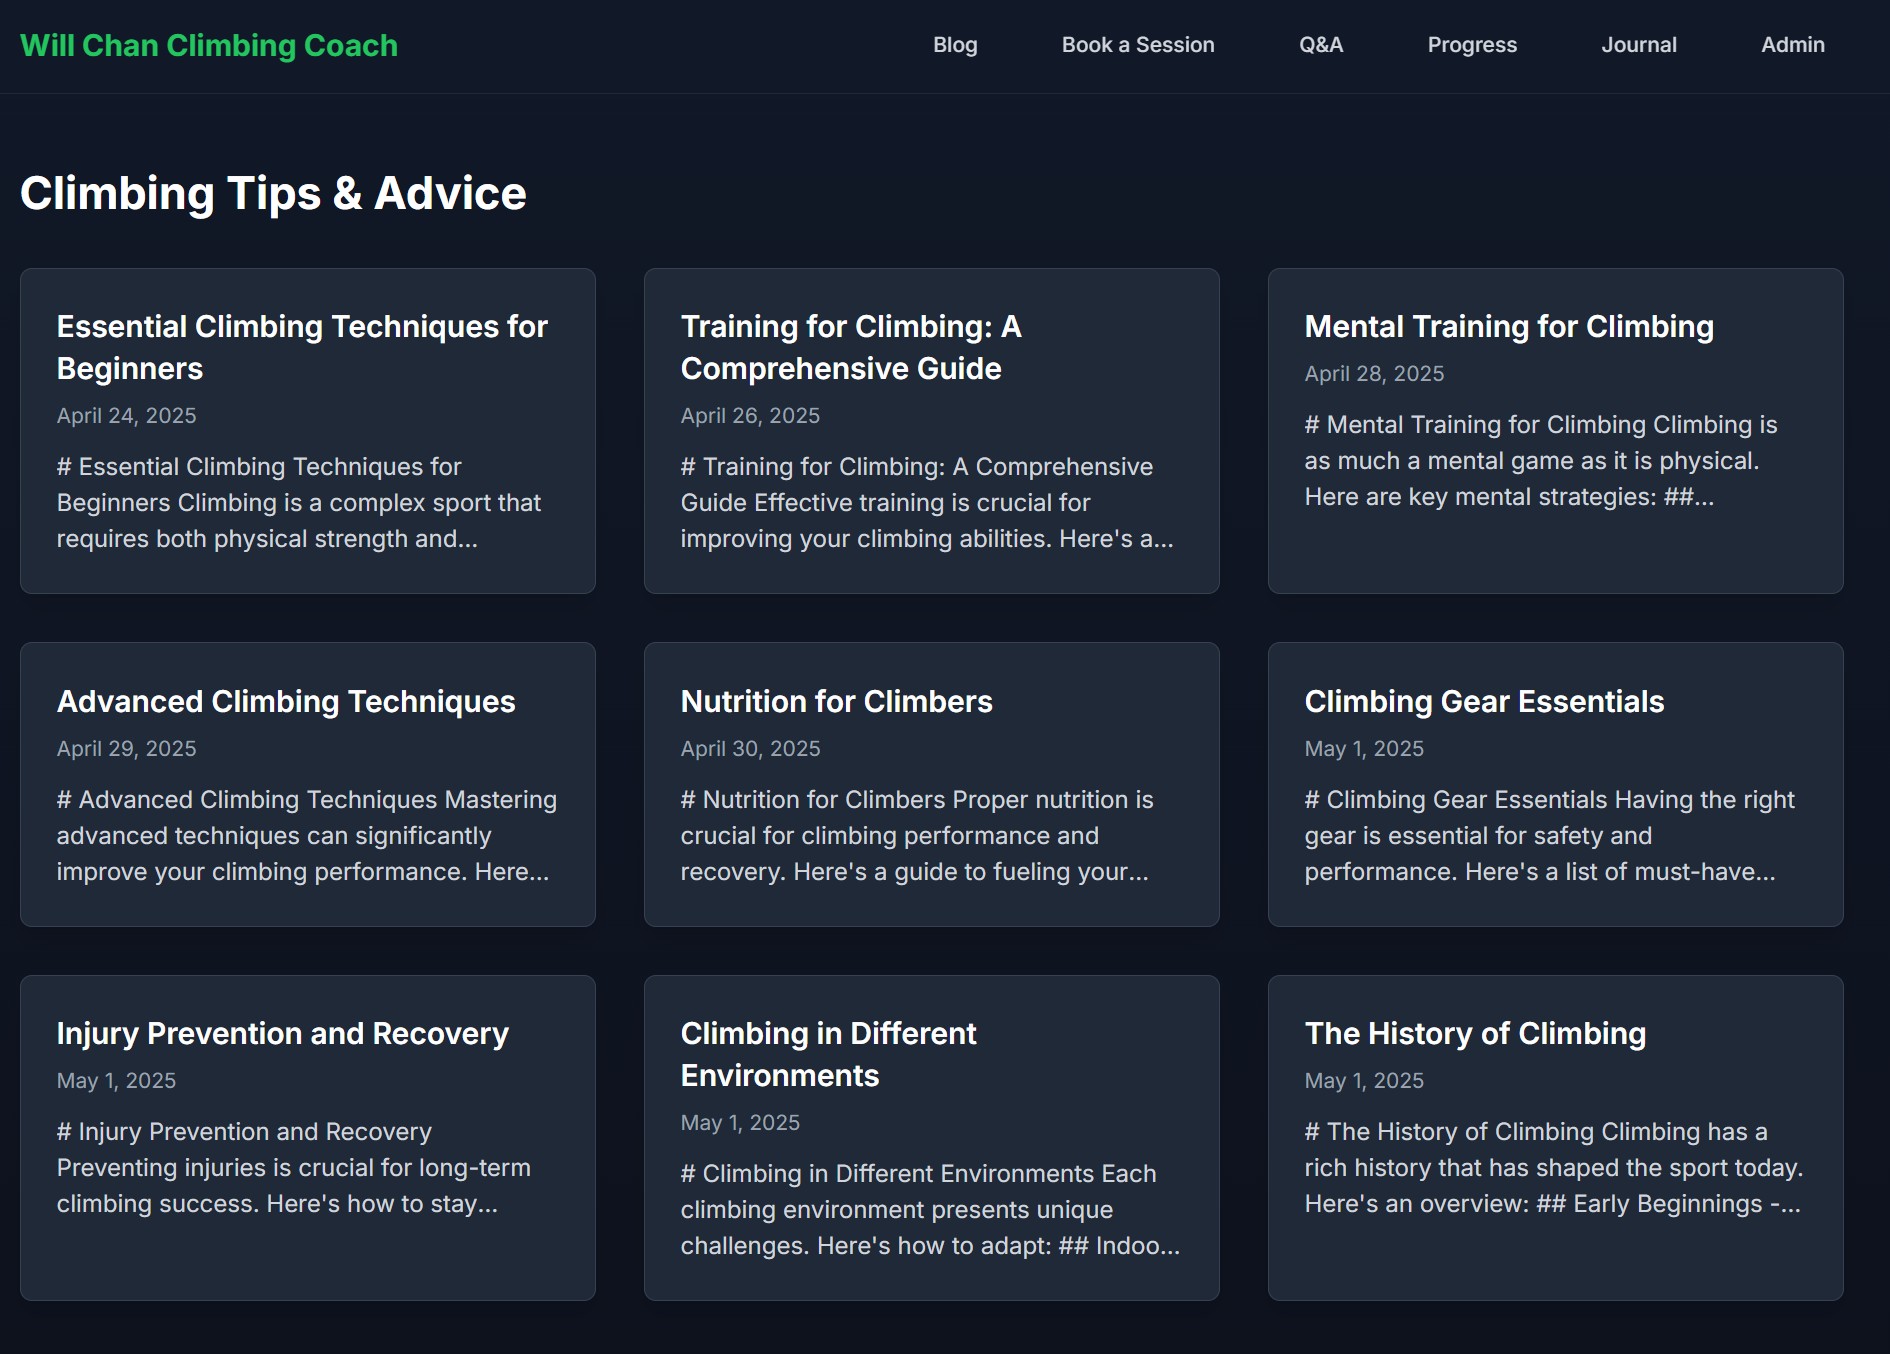 Will Chan Climbing Coach
Blog
Book a Session
Q&A
Progress
Journal
Admin
Climbing Tips & Advice
Essential Climbing Techniques for
Beginners
April 24, 2025
# Essential Climbing Techniques for
Beginners Climbing is a complex sport that
requires both physical strength and...
Training for Climbing: A
Comprehensive Guide
April 26, 2025
# Training for Climbing: A Comprehensive
Guide Effective training is crucial for
improving your climbing abilities. Here's a...
Mental Training for Climbing
April 28, 2025
# Mental Training for Climbing Climbing is
as much a mental game as it is physical.
Here are key mental strategies: ##...
Advanced Climbing Techniques
April 29, 2025
# Advanced Climbing Techniques Mastering
advanced techniques can significantly
improve your climbing performance. Here...
Nutrition for Climbers
April 30, 2025
# Nutrition for Climbers Proper nutrition is
crucial for climbing performance and
recovery. Here's a guide to fueling your...
Climbing Gear Essentials
May 1, 2025
# Climbing Gear Essentials Having the right
gear is essential for safety and
performance. Here's a list of must-have...
Injury Prevention and Recovery
May 1, 2025
# Injury Prevention and Recovery
Preventing injuries is crucial for long-term
climbing success. Here's how to stay...
Climbing in Different
Environments
May 1, 2025
# Climbing in Different Environments Each
climbing environment presents unique
challenges. Here's how to adapt: ## Indoo...
The History of Climbing
May 1, 2025
# The History of Climbing Climbing has a
rich history that has shaped the sport today.
Here's an overview: ## Early Beginnings -...